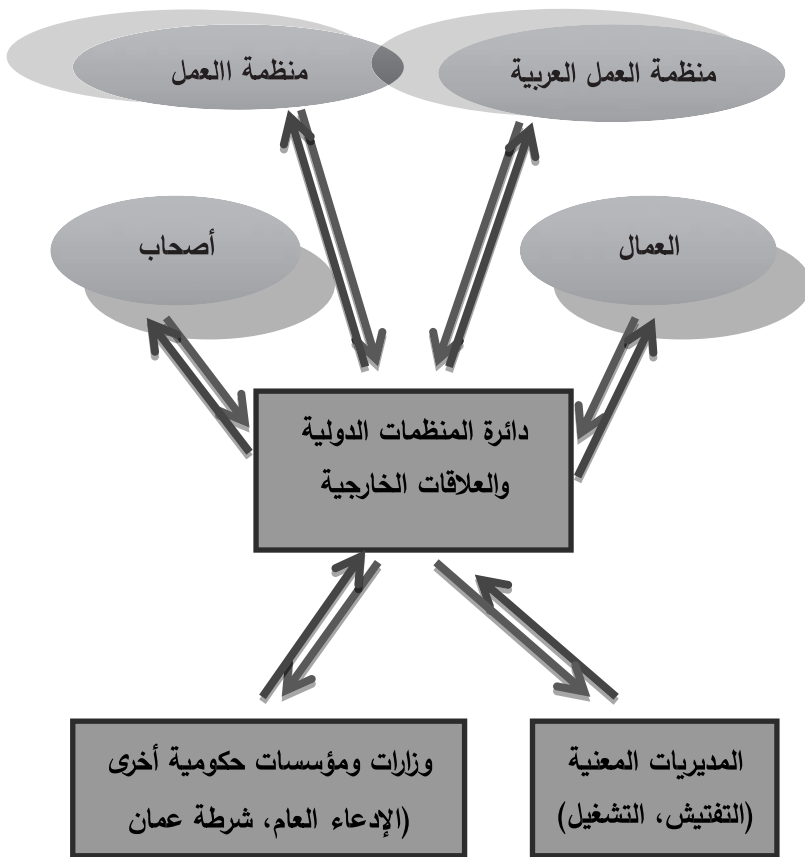 منظمة العمل العربية
منظمة االعمل
العمال
أصحاب
دائرة المنظمات الدولية
والعلاقات الخارجية
المديريات المعنية
(التفتيش، التشغيل)
وزارات ومؤسسات حكومية أخرى
(الإدعاء العام، شرطة عمان